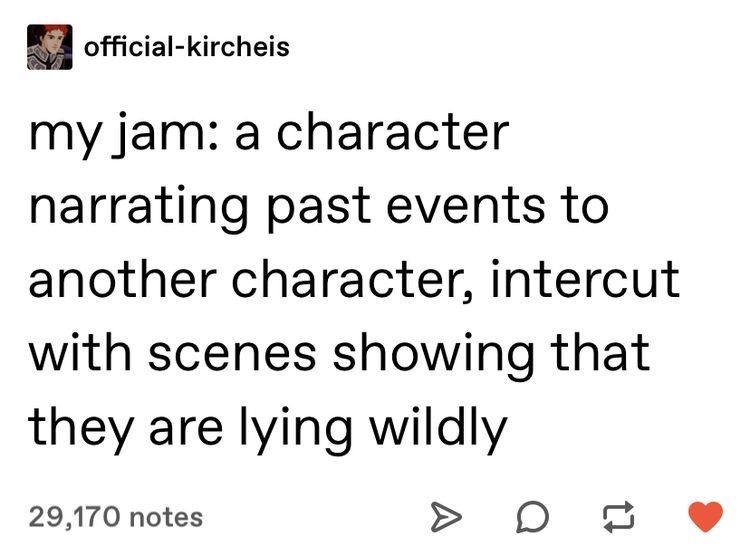 official-kircheis
my jam: a character
narrating past events to
another character, intercut
with scenes showing that
they are lying wildly
29,170 notes